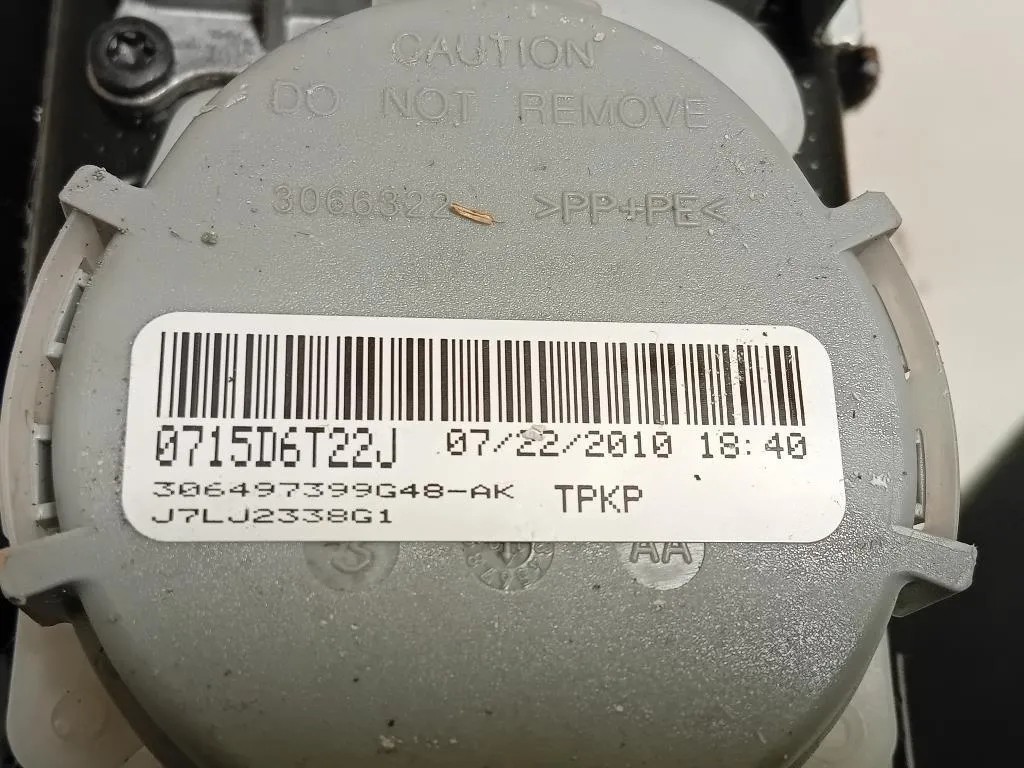 CAUTION
DO NOT REMOVE
3066322 >PP+PE<
0715D6T22J 07/22/2010 18:40
306497399G48-AK TPKP
J7LJ2338G1
AA